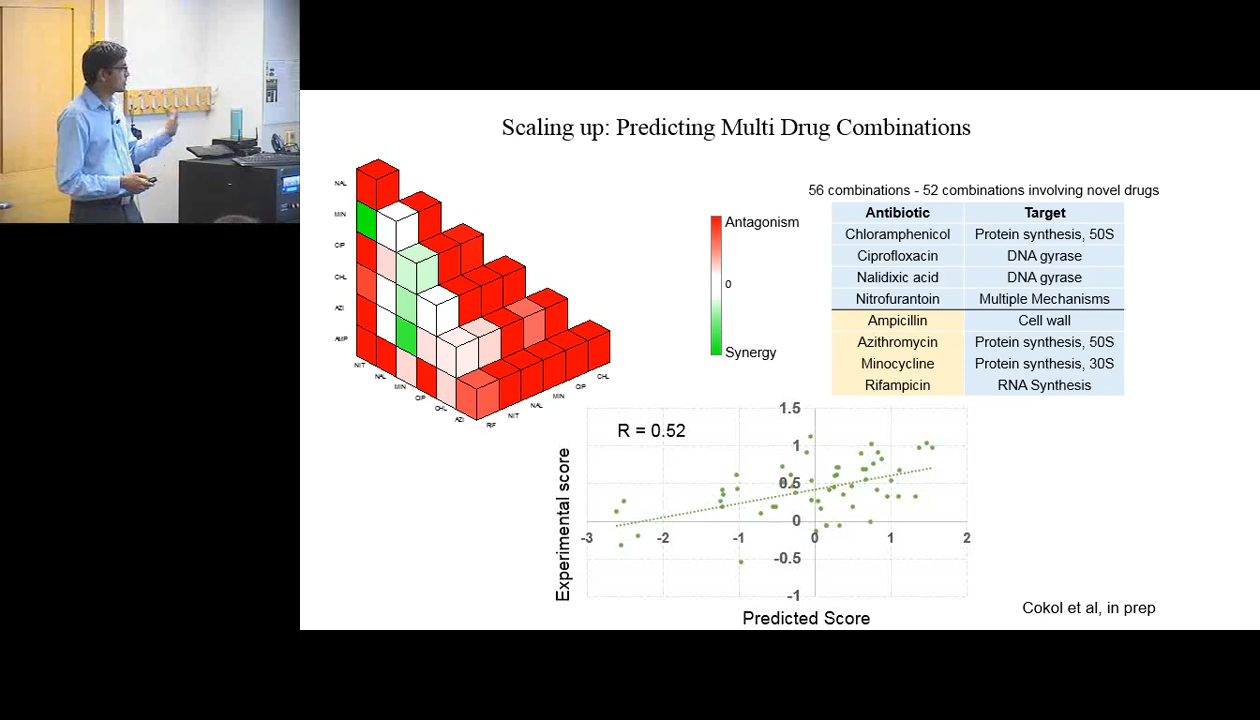 Scaling up: Predicting Multi Drug Combinations
NAL
MIN
CIP
CHL
AZI
AMP
NIT
NAL
MIN
CIP
CHL
AZI
RIF
NIT
NAL
MIN
CIP
CHL
Antagonism
0
Synergy
56 combinations - 52 combinations involving novel drugs
Antibiotic Target
Chloramphenicol Protein synthesis, 50S
Ciprofloxacin DNA gyrase
Nalidixic acid DNA gyrase
Nitrofurantoin Multiple Mechanisms
Ampicillin Cell wall
Azithromycin Protein synthesis, 50S
Minocycline Protein synthesis, 30S
Rifampicin RNA Synthesis
R = 0.52
Experimental score
1.5
1
0.5
0
-0.5
-1
-3 -2 -1 0 1 2
Predicted Score
Cokol et al, in prep